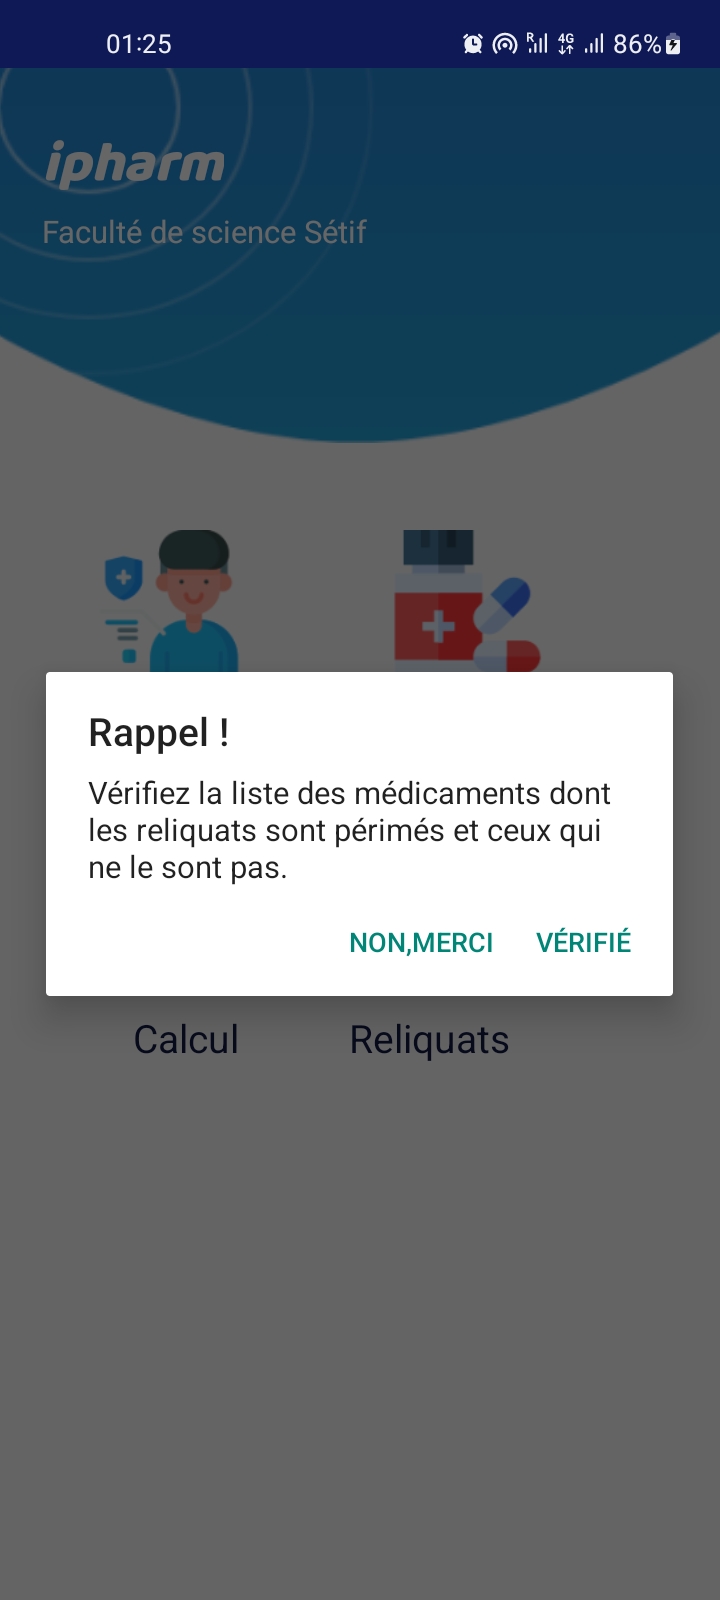 01:25
R 4G 86%
ipharm
Faculté de science Sétif
Rappel !
Vérifiez la liste des médicaments dont
les reliquats sont périmés et ceux qui
ne le sont pas.
NON,MERCI VÉRIFIÉ
Calcul Reliquats